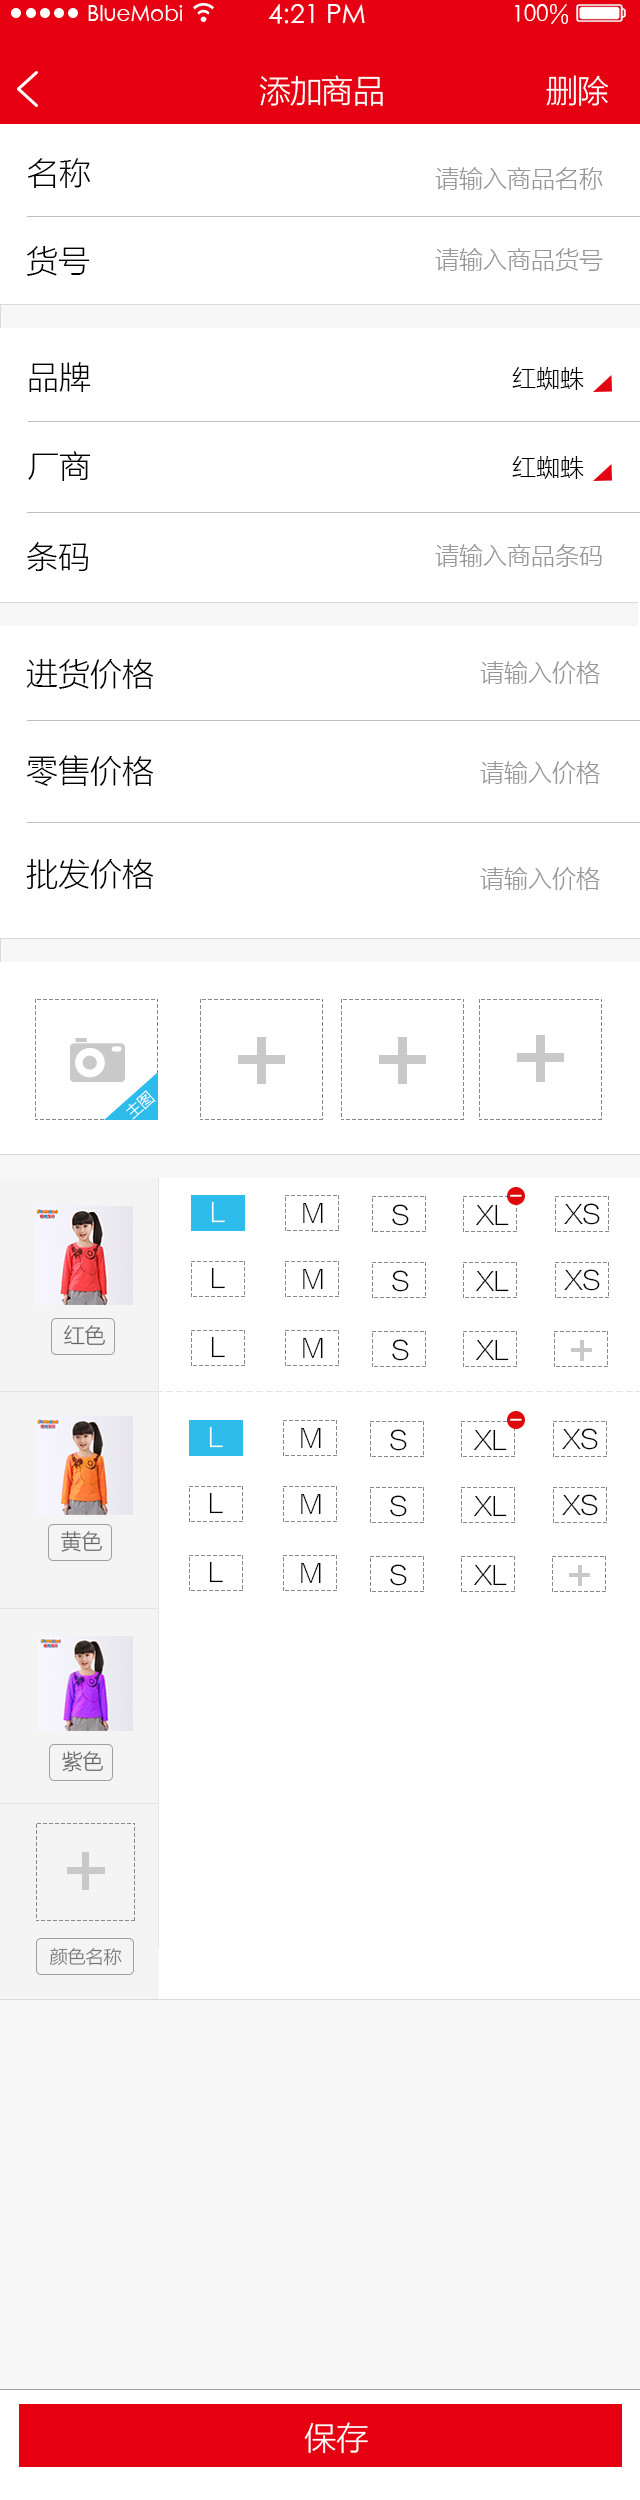 BlueMobi 4:21 PM 100%
添加商品 删除
名称 请输入商品名称
货号 请输入商品货号
品牌 红蜘蛛
厂商 红蜘蛛
条码 请输入商品条码
进货价格 请输入价格
零售价格 请输入价格
批发价格 请输入价格
主图
L M S XL XS
L M S XL XS
红色
L M S XL
L M S XL XS
L M S XL XS
黄色
L M S XL
紫色
颜色名称
保存